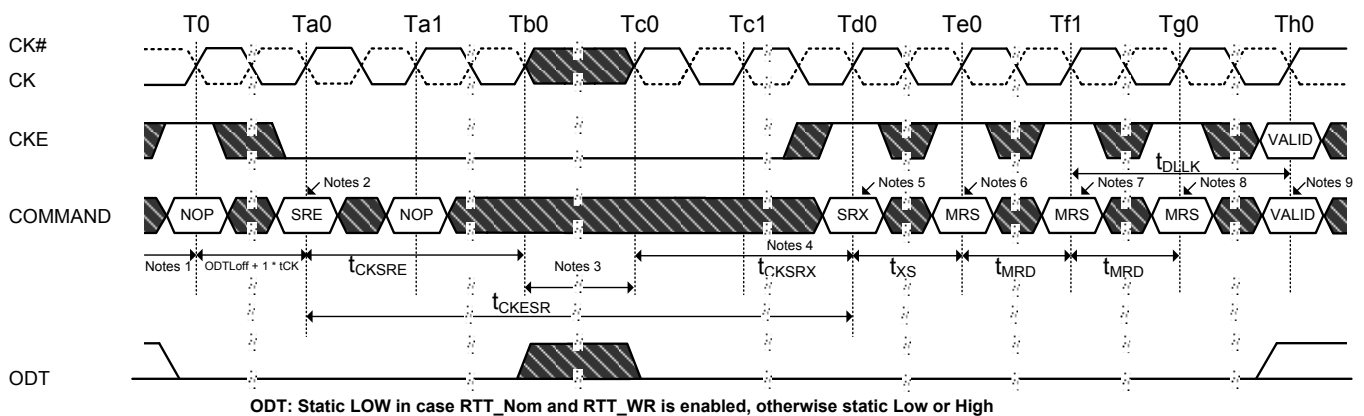 T0 Ta0 Ta1 Tb0 Tc0 Tc1 Td0 Te0 Tf1 Tg0 Th0
CK#
CK
CKE
VALID
tDLLK
Notes 2 Notes 5 Notes 6 Notes 7 Notes 8 Notes 9
COMMAND
NOP SRE NOP SRX MRS MRS MRS VALID
Notes 1 ODTLoff + 1 * tCK tCKSRE Notes 3 Notes 4 tCKSRX tXS tMRD tMRD
tCKESR
ODT
ODT: Static LOW in case RTT_Nom and RTT_WR is enabled, otherwise static Low or High